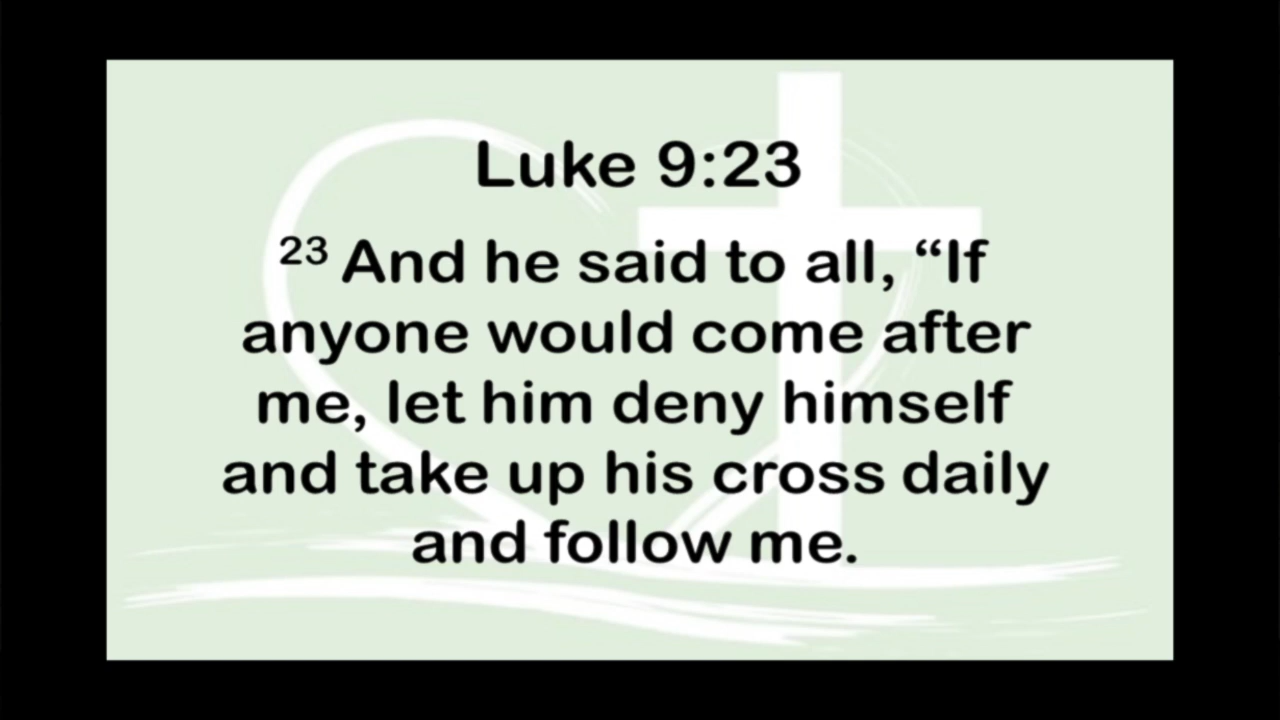 Luke 9:23
²³ And he said to all, “If
anyone would come after
me, let him deny himself
and take up his cross daily
and follow me.